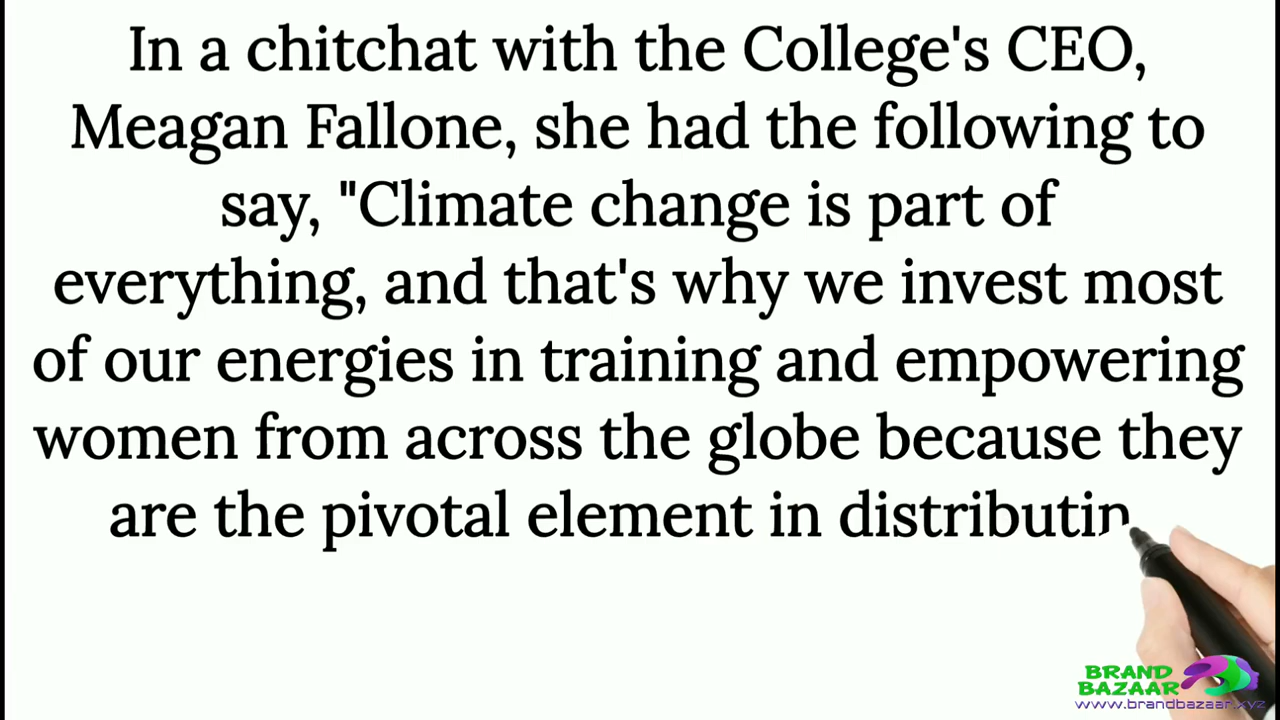 In a chitchat with the College's CEO,
Meagan Fallone, she had the following to
say, "Climate change is part of
everything, and that's why we invest most
of our energies in training and empowering
women from across the globe because they
are the pivotal element in distributin
BRAND
BAZAAR
www.brandbazaar.xyz